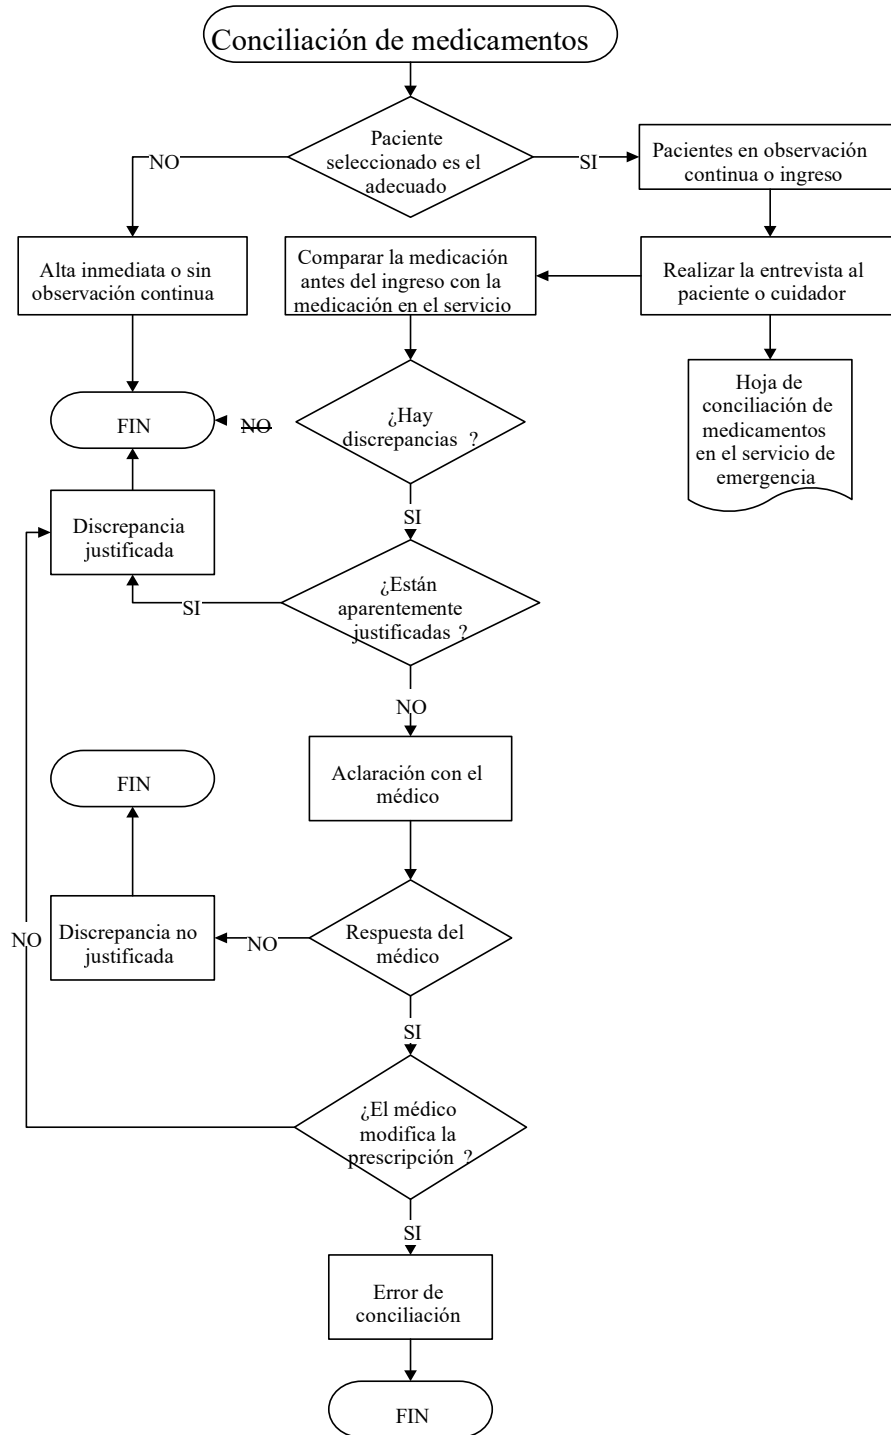 Conciliación de medicamentos
Paciente
seleccionado es el
adecuado
NO
SI
Pacientes en observación
continua o ingreso
Alta inmediata o sin
observación continua
Comparar la medicación
antes del ingreso con la
medicación en el servicio
Realizar la entrevista al
paciente o cuidador
Hoja de
conciliación de
medicamentos
en el servicio de
emergencia
FIN
NO
¿Hay
discrepancias ?
SI
Discrepancia
justificada
¿Están
aparentemente
justificadas ?
SI
NO
Aclaración con el
médico
FIN
NO
Discrepancia no
justificada
NO
Respuesta del
médico
SI
¿El médico
modifica la
prescripción ?
SI
Error de
conciliación
FIN